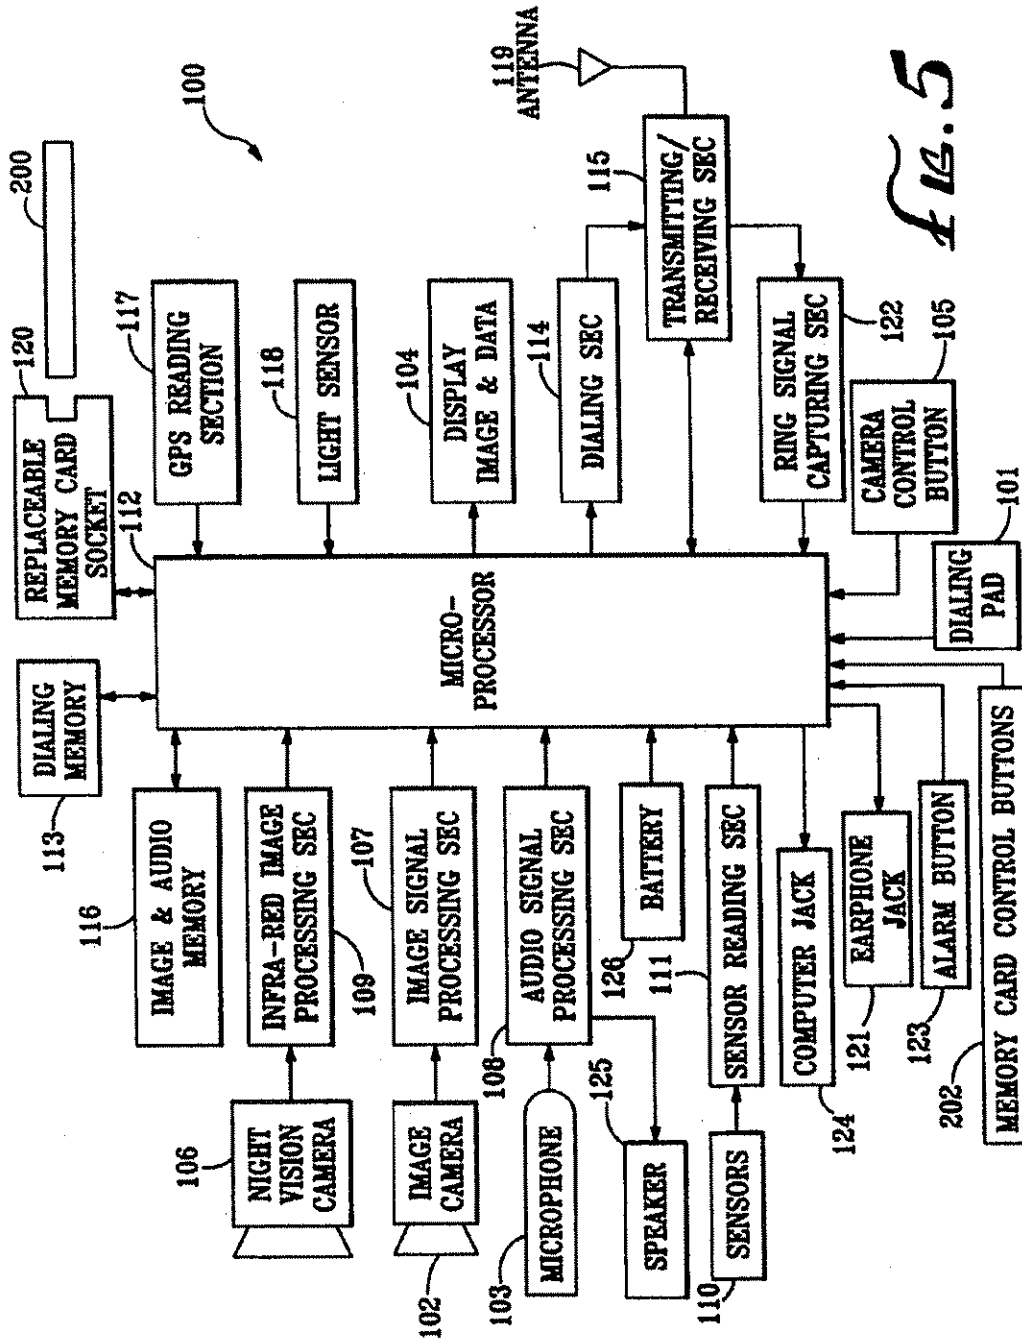 113
DIALING
MEMORY
112
REPLACEABLE
MEMORY CARD
SOCKET
120
200
100
116
IMAGE & AUDIO
MEMORY
117
GPS READING
SECTION
106
NIGHT
VISION
CAMERA
INFRA-RED IMAGE
PROCESSING SEC
109
118
LIGHT SENSOR
102
IMAGE
CAMERA
107
IMAGE SIGNAL
PROCESSING SEC
MICRO-
PROCESSOR
104
DISPLAY
IMAGE & DATA
103
MICROPHONE
108
AUDIO SIGNAL
PROCESSING SEC
114
DIALING SEC
115
TRANSMITTING/
RECEIVING SEC
119
ANTENNA
125
SPEAKER
126
BATTERY
110
SENSORS
111
SENSOR READING SEC
RING SIGNAL
CAPTURING SEC
122
124
COMPUTER JACK
121
EARPHONE
JACK
CAMERA
CONTROL
BUTTON
105
123
ALARM BUTTON
DIALING
PAD
101
202
MEMORY CARD CONTROL BUTTONS
FIG. 5